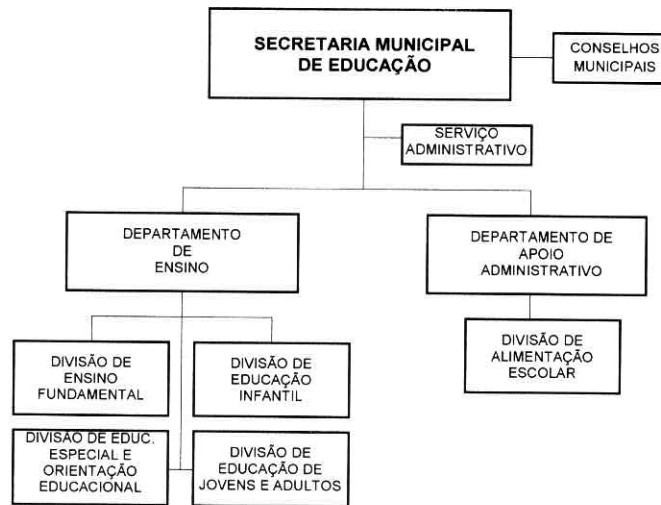 SECRETARIA MUNICIPAL
DE EDUCAÇÃO
CONSELHOS
MUNICIPAIS
SERVIÇO
ADMINISTRATIVO
DEPARTAMENTO
DE
ENSINO
DEPARTAMENTO DE
APOIO
ADMINISTRATIVO
DIVISÃO DE
ENSINO
FUNDAMENTAL
DIVISÃO DE
EDUCAÇÃO
INFANTIL
DIVISÃO DE
ALIMENTAÇÃO
ESCOLAR
DIVISÃO DE EDUC.
ESPECIAL E
ORIENTAÇÃO
EDUCACIONAL
DIVISÃO DE
EDUCAÇÃO DE
JOVENS E ADULTOS